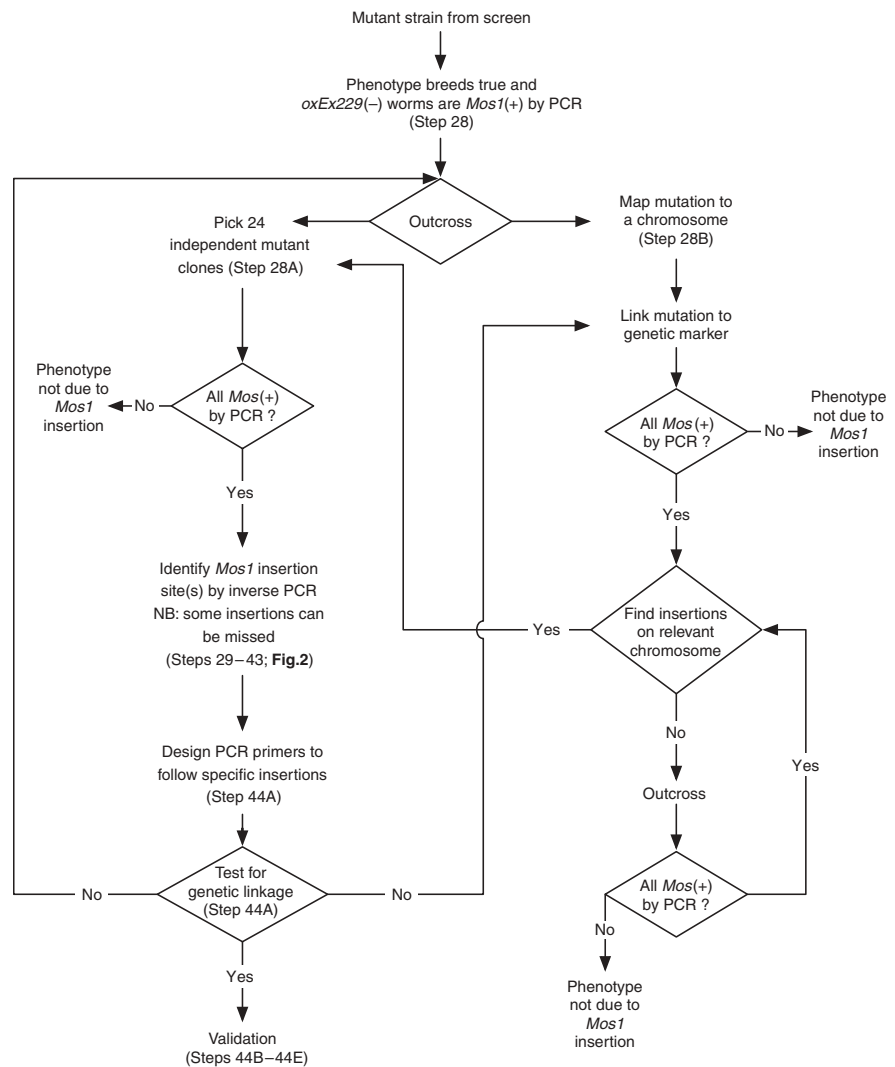 Mutant strain from screen
Phenotype breeds true and
oxEx229(–) worms are Mos1(+) by PCR
(Step 28)
Outcross
Pick 24
independent mutant
clones (Step 28A)
Map mutation to
a chromosome
(Step 28B)
Link mutation to
genetic marker
All Mos(+)
by PCR ?
No
Phenotype
not due to
Mos1
insertion
Yes
Identify Mos1 insertion
site(s) by inverse PCR
NB: some insertions can
be missed
(Steps 29–43; Fig.2)
Design PCR primers to
follow specific insertions
(Step 44A)
Test for
genetic linkage
(Step 44A)
No
No
Yes
Validation
(Steps 44B–44E)
All Mos(+)
by PCR ?
No
Phenotype
not due to
Mos1
insertion
Yes
Find insertions
on relevant
chromosome
Yes
No
Outcross
All Mos(+)
by PCR ?
Yes
No
Phenotype
not due to
Mos1
insertion